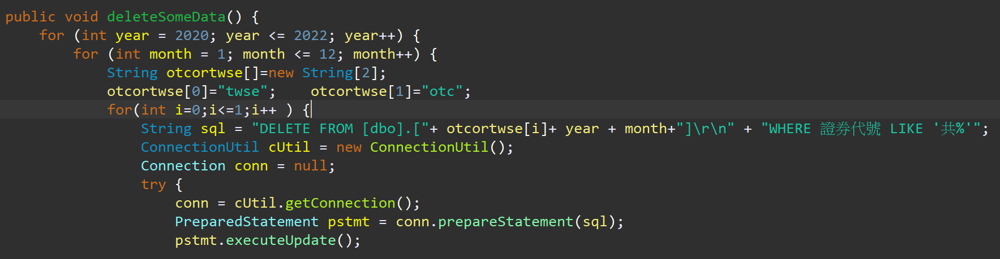 public void deleteSomeData() {
for (int year = 2020; year <= 2022; year++) {
for (int month = 1; month <= 12; month++) {
String otcortwse[]=new String[2];
otcortwse[0]="twse";    otcortwse[1]="otc";
for(int i=0;i<=1;i++ ) {
String sql = "DELETE FROM [dbo].["+ otcortwse[i]+ year + month+"]\r\n" + "WHERE 證券代號 LIKE '共%'";
ConnectionUtil cUtil = new ConnectionUtil();
Connection conn = null;
try {
conn = cUtil.getConnection();
PreparedStatement pstmt = conn.prepareStatement(sql);
pstmt.executeUpdate();